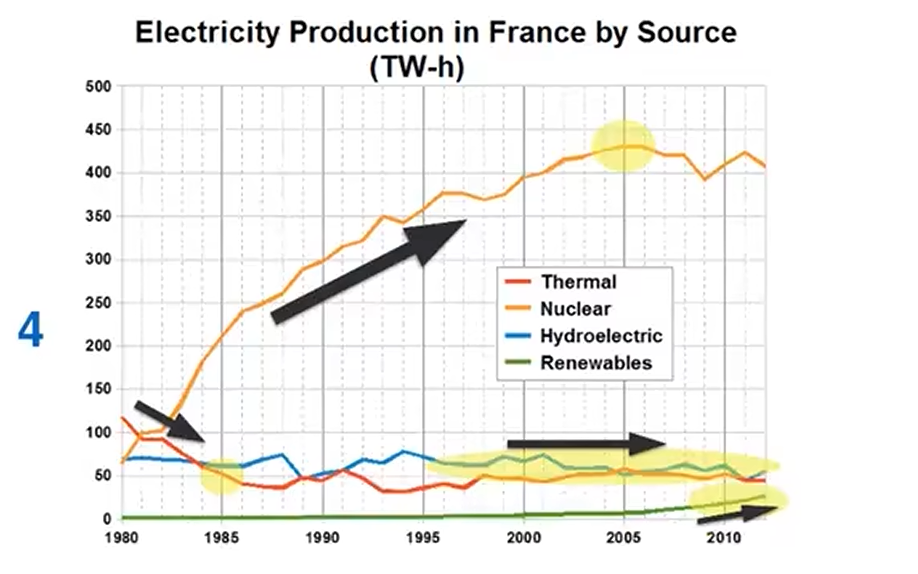 Electricity Production in France by Source
(TW-h)
500
450
400
350
300
250
200
150
100
50
0
4
Thermal
Nuclear
Hydroelectric
Renewables
1980 1985 1990 1995 2000 2005 2010